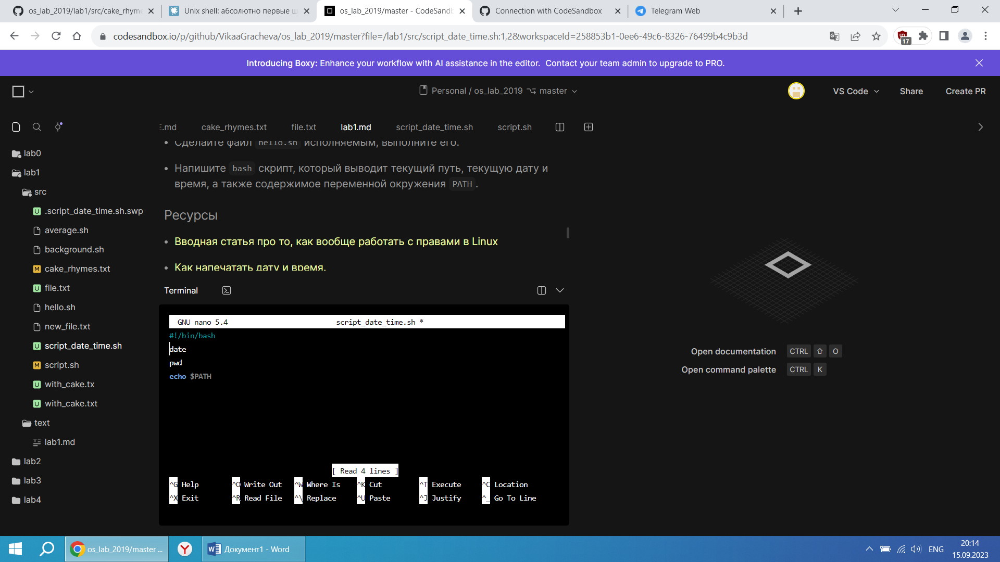 os_lab_2019/lab1/src/cake_rhyme
Unix shell: абсолютно первые ш
os_lab_2019/master - CodeSandb
Connection with CodeSandbox
Telegram Web
codesandbox.io/p/github/VikaaGracheva/os_lab_2019/master?file=/lab1/src/script_date_time.sh:1,2&workspaceId=258853b1-0ee6-49c6-8326-76499b4c9b3d
17
Introducing Boxy: Enhance your workflow with AI assistance in the editor. Contact your team admin to upgrade to PRO.
Personal / os_lab_2019 master
VS Code
Share
Create PR
E.md
cake_rhymes.txt
file.txt
lab1.md
script_date_time.sh
script.sh
lab0
lab1
src
U .script_date_time.sh.swp
average.sh
background.sh
M cake_rhymes.txt
U file.txt
hello.sh
new_file.txt
U script_date_time.sh
M script.sh
U with_cake.tx
U with_cake.txt
text
lab1.md
lab2
lab3
lab4
• Сделайте файл hello.sh исполняемым, выполните его.
• Напишите bash скрипт, который выводит текущий путь, текущую дату и
время, а также содержимое переменной окружения PATH .
Ресурсы
• Вводная статья про то, как вообще работать с правами в Linux
• Как напечатать дату и время.
Terminal
GNU nano 5.4 script_date_time.sh *
#!/bin/bash
date
pwd
echo $PATH
[ Read 4 lines ]
^G Help ^O Write Out ^W Where Is ^K Cut ^T Execute ^C Location
^X Exit ^R Read File ^\ Replace ^U Paste ^J Justify ^_ Go To Line
Open documentation CTRL ⇧ O
Open command palette CTRL K
os_lab_2019/master ...
Документ1 - Word
ENG
20:14
15.09.2023